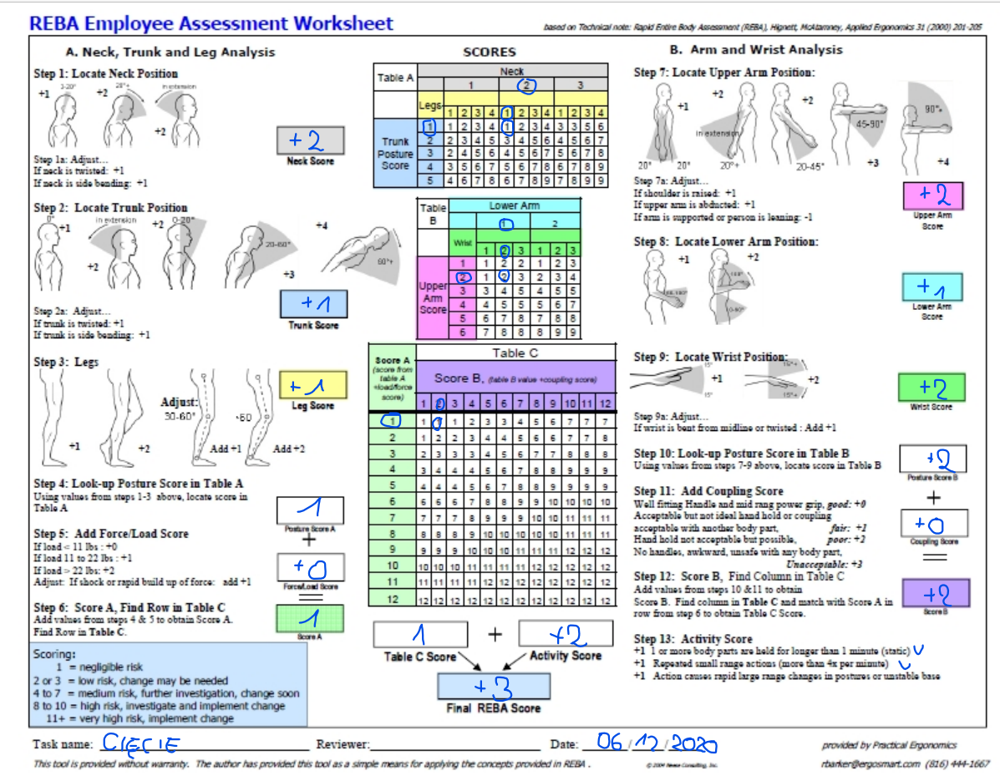 REBA Employee Assessment Worksheet
based on Technical note: Rapid Entire Body Assessment (REBA), Hignett, McAtamney, Applied Ergonomics 31 (2000) 201-205
A. Neck, Trunk and Leg Analysis
Step 1: Locate Neck Position
+1 +2 20°+ in extension
+2
+2
Neck Score
Step 1a: Adjust...
If neck is twisted: +1
If neck is side bending: +1
Step 2: Locate Trunk Position
0° +1 in extension +2 0-20° +4
20-60° 60°+
+2 +3
+1
Trunk Score
Step 2a: Adjust...
If trunk is twisted: +1
If trunk is side bending: +1
Step 3: Legs
Adjust:
30-60°
+1 +2 Add +1 Add +2
+1
Leg Score
Step 4: Look-up Posture Score in Table A
Using values from steps 1-3 above, locate score in
Table A
1
Posture Score A
+
Step 5: Add Force/Load Score
If load < 11 lbs : +0
If load 11 to 22 lbs : +1
If load > 22 lbs: +2
Adjust: If shock or rapid build up of force: add +1
+0
Force/Load Score
=
Step 6: Score A, Find Row in Table C
Add values from steps 4 & 5 to obtain Score A.
Find Row in Table C.
1
Score A
Scoring:
1 = negligible risk
2 or 3 = low risk, change may be needed
4 to 7 = medium risk, further investigation, change soon
8 to 10 = high risk, investigate and implement change
11+ = very high risk, implement change
SCORES
Table A Neck
1 2 3
Legs 1 2 3 4 1 2 3 4 1 2 3 4
Trunk Posture Score
1 1 2 3 4 1 2 3 4 3 3 5 6
2 2 3 4 5 3 4 5 6 4 5 6 7
3 2 4 5 6 4 5 6 7 5 6 7 8
4 3 5 6 7 5 6 7 8 6 7 8 9
5 4 6 7 8 6 7 8 9 7 8 9 9
Table B Lower Arm
1 2
Wrist 1 2 3 1 2 3
Upper Arm Score
1 1 2 2 1 2 3
2 1 2 3 2 3 4
3 3 4 5 4 5 5
4 4 5 5 5 6 7
5 6 7 8 7 8 8
6 7 8 8 8 9 9
Score A (score from table A +load/force score)
Table C
Score B, (table B value +coupling score)
1 2 3 4 5 6 7 8 9 10 11 12
1 1 1 1 2 3 3 4 5 6 7 7 7
2 1 2 2 3 4 4 5 6 6 7 7 8
3 2 3 3 3 4 5 6 7 7 8 8 8
4 3 4 4 4 5 6 7 8 8 9 9 9
5 4 4 4 5 6 7 8 8 9 9 9 9
6 6 6 6 7 8 8 9 9 10 10 10 10
7 7 7 7 8 9 9 9 10 10 11 11 11
8 8 8 8 9 10 10 10 10 10 11 11 11
9 9 9 9 10 10 10 11 11 11 12 12 12
10 10 10 10 11 11 11 11 12 12 12 12 12
11 11 11 11 11 12 12 12 12 12 12 12 12
12 12 12 12 12 12 12 12 12 12 12 12 12
1 + +2
Table C Score Activity Score
+3
Final REBA Score
B. Arm and Wrist Analysis
Step 7: Locate Upper Arm Position:
+1 +2 +2 90°+
in extension 45-90°
20° 20° 20°+ 20-45° +3 +4
Step 7a: Adjust...
If shoulder is raised: +1
If upper arm is abducted: +1
If arm is supported or person is leaning: -1
+2
Upper Arm
Score
Step 8: Locate Lower Arm Position:
+1 +2
+1
Lower Arm
Score
Step 9: Locate Wrist Position:
15° 15°+
+1 +2
15° 15°+
+2
Wrist Score
Step 9a: Adjust...
If wrist is bent from midline or twisted : Add +1
Step 10: Look-up Posture Score in Table B
Using values from steps 7-9 above, locate score in Table B
+2
Posture Score B
+
Step 11: Add Coupling Score
Well fitting Handle and mid rang power grip, good: +0
Acceptable but not ideal hand hold or coupling
acceptable with another body part, fair: +1
Hand hold not acceptable but possible, poor: +2
No handles, awkward, unsafe with any body part,
Unacceptable: +3
+0
Coupling Score
=
Step 12: Score B, Find Column in Table C
Add values from steps 10 &11 to obtain
Score B. Find column in Table C and match with Score A in
row from step 6 to obtain Table C Score.
+2
Score B
Step 13: Activity Score
+1 1 or more body parts are held for longer than 1 minute (static)
+1 Repeated small range actions (more than 4x per minute)
+1 Action causes rapid large range changes in postures or unstable base
Task name: CIĘCIE Reviewer: Date: 06 / 12 / 2020
provided by Practical Ergonomics
This tool is provided without warranty. The author has provided this tool as a simple means for applying the concepts provided in REBA .
© 2004 Neese Consulting, Inc.
rbarker@ergosmart.com (816) 444-1667